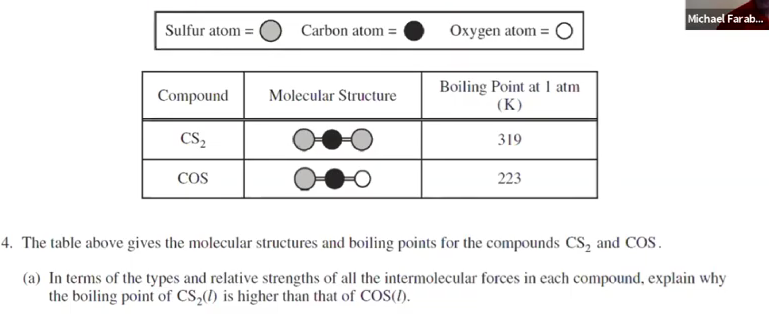 Michael Farab...
Sulfur atom = Carbon atom = Oxygen atom =
Compound Molecular Structure Boiling Point at 1 atm
(K)
CS₂ 319
COS 223
4. The table above gives the molecular structures and boiling points for the compounds CS₂ and COS.
(a) In terms of the types and relative strengths of all the intermolecular forces in each compound, explain why
the boiling point of CS₂(l) is higher than that of COS(l).